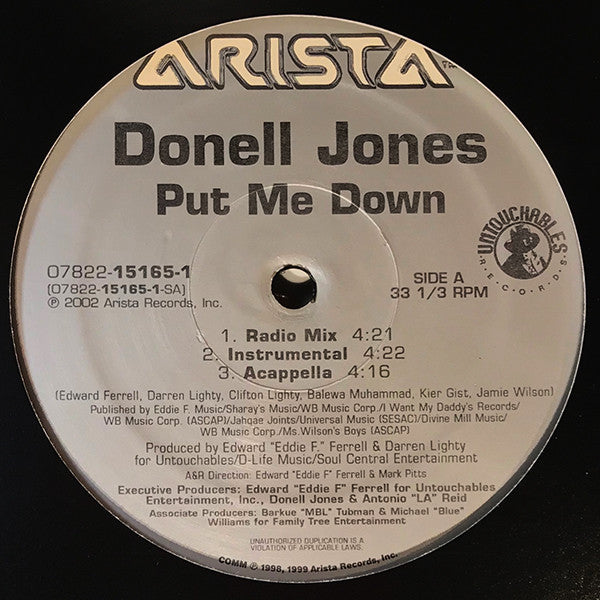 ARISTA™
Donell Jones
Put Me Down
UNTOUCHABLES
R·E·C·O·R·D·S
07822-15165-1
(07822-15165-1-SA)
℗ 2002 Arista Records, Inc.
SIDE A
33 1/3 RPM
1. Radio Mix 4:21
2. Instrumental 4:22
3. Acappella 4:16
(Edward Ferrell, Darren Lighty, Clifton Lighty, Balewa Muhammad, Kier Gist, Jamie Wilson)
Published by Eddie F. Music/Sharay's Music/WB Music Corp./I Want My Daddy's Records/
WB Music Corp. (ASCAP)/Jahqae Joints/Universal Music (SESAC)/Divine Mill Music/
WB Music Corp./Ms.Wilson's Boys (ASCAP)
Produced by Edward "Eddie F." Ferrell & Darren Lighty
for Untouchables/D-Life Music/Soul Central Entertainment
A&R Direction: Edward "Eddie F" Ferrell & Mark Pitts
Executive Producers: Edward "Eddie F" Ferrell for Untouchables
Entertainment, Inc., Donell Jones & Antonio "LA" Reid
Associate Producers: Barkue "MBL" Tubman & Michael "Blue"
Williams for Family Tree Entertainment
UNAUTHORIZED DUPLICATION IS A
VIOLATION OF APPLICABLE LAWS.
COMM ℗ 1998, 1999 Arista Records, Inc.